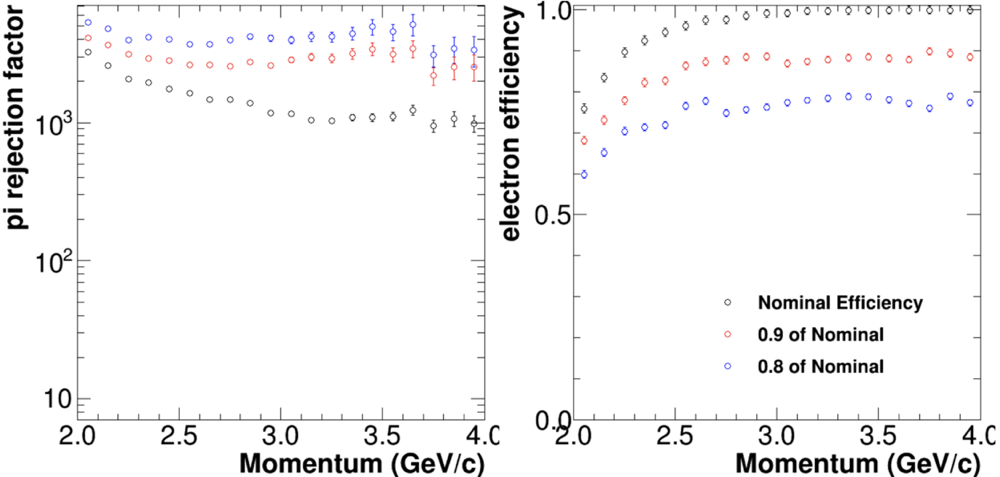 pi rejection factor
10³
10²
10
2.0 2.5 3.0 3.5 4.0
Momentum (GeV/c)
electron efficiency
1.0
0.5
0.0
Nominal Efficiency
0.9 of Nominal
0.8 of Nominal
2.0 2.5 3.0 3.5 4.0
Momentum (GeV/c)